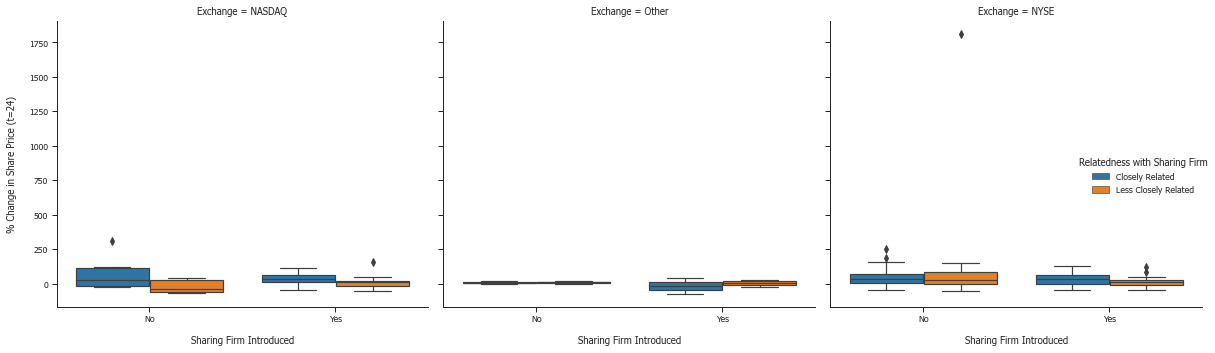 Exchange = NASDAQ
Exchange = Other
Exchange = NYSE
% Change in Share Price (t=24)
1750
1500
1250
1000
750
500
250
0
Relatedness with Sharing Firm
Closely Related
Less Closely Related
No
Yes
No
Yes
No
Yes
Sharing Firm Introduced
Sharing Firm Introduced
Sharing Firm Introduced